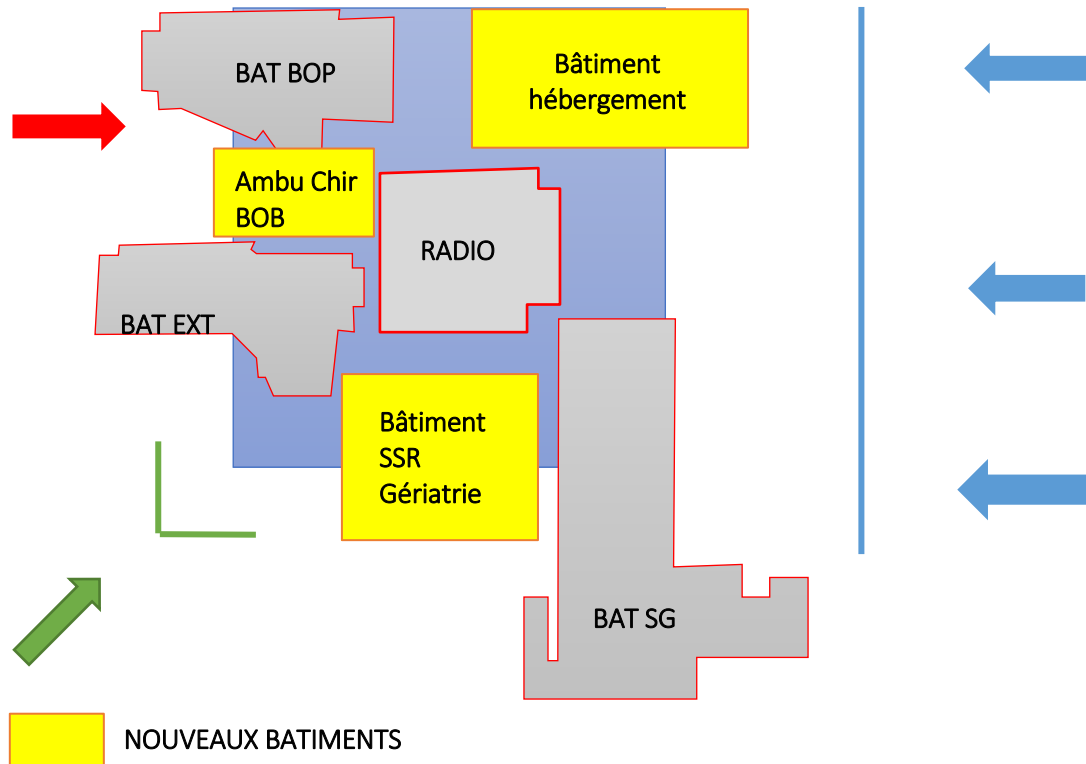 BAT BOP
Bâtiment
hébergement
Ambu Chir
BOB
RADIO
BAT EXT
Bâtiment
SSR
Gériatrie
BAT SG
NOUVEAUX BATIMENTS